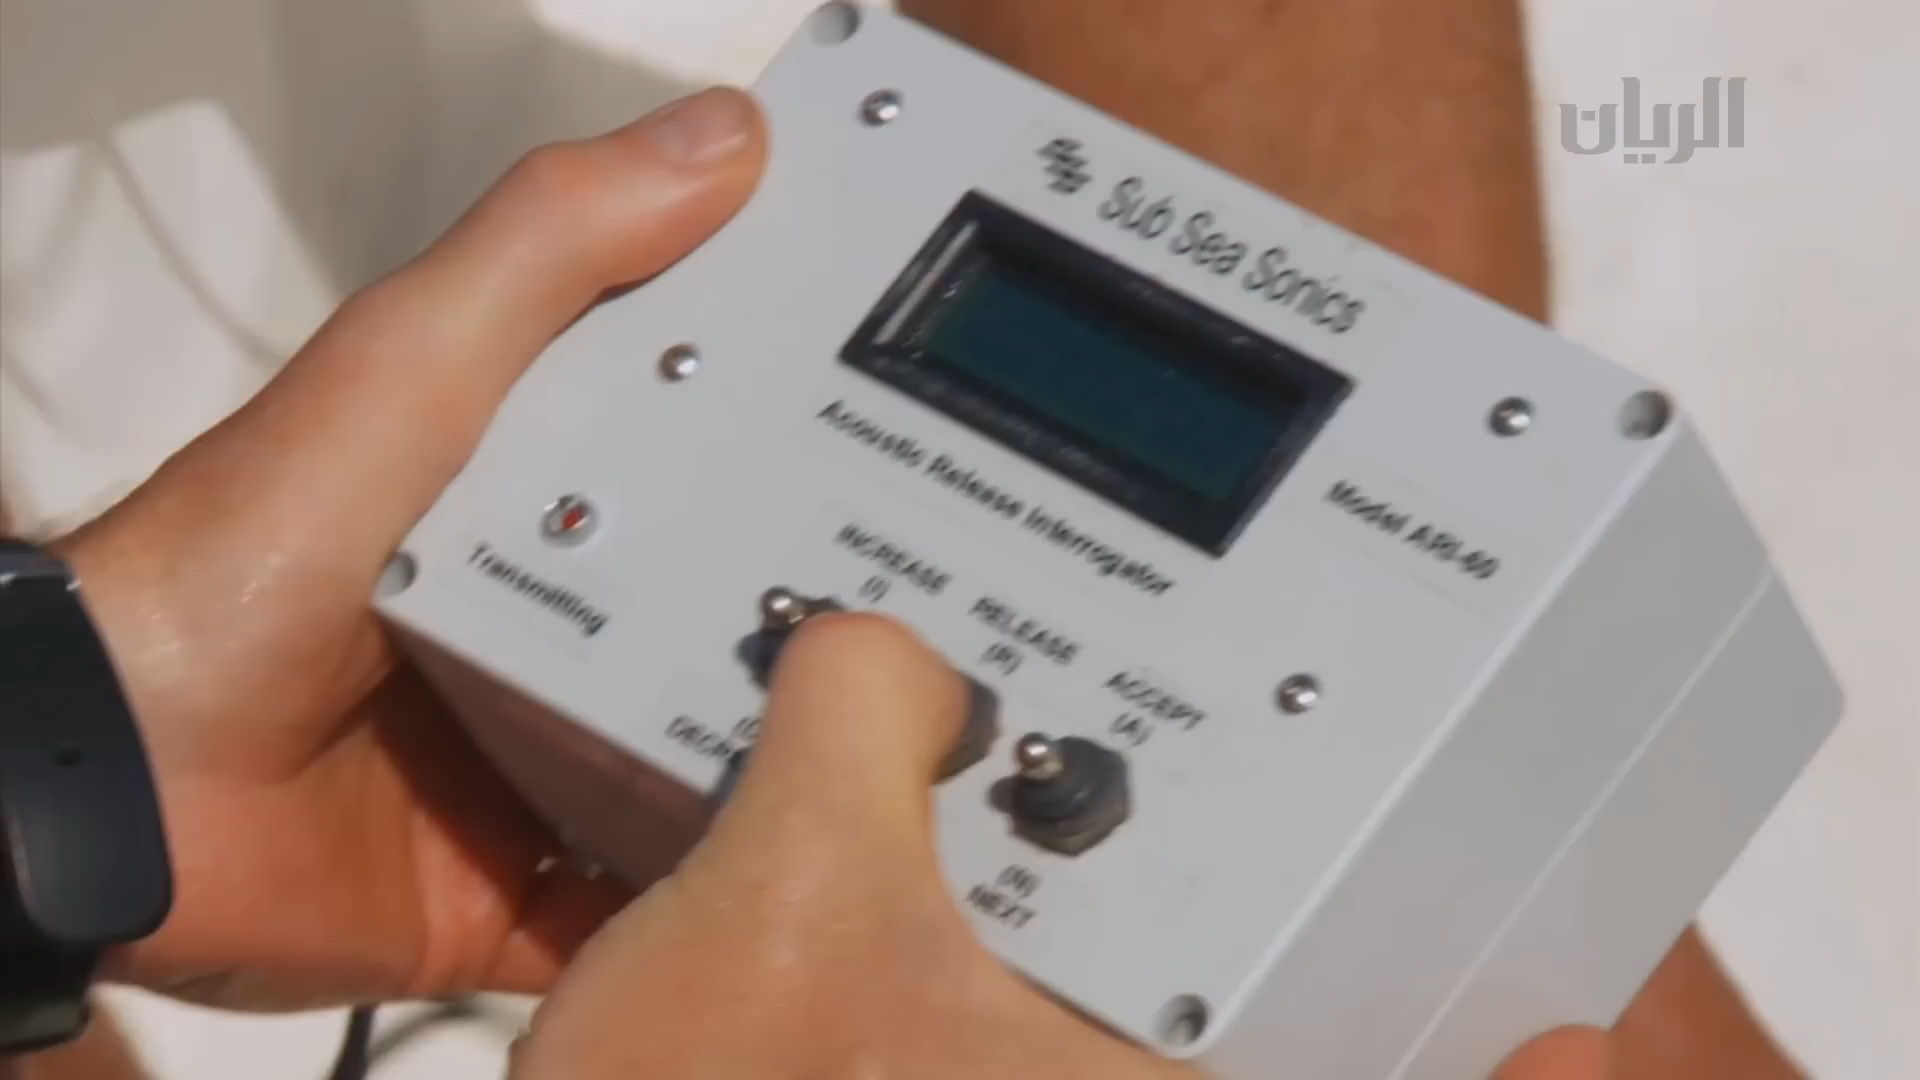 الريان
Sub Sea Sonics
Acoustic Release Interrogator
Model ARI-60
Transmitting
INCREASE
(I)
RELEASE
(R)
ACCEPT
(A)
(N)
NEXT